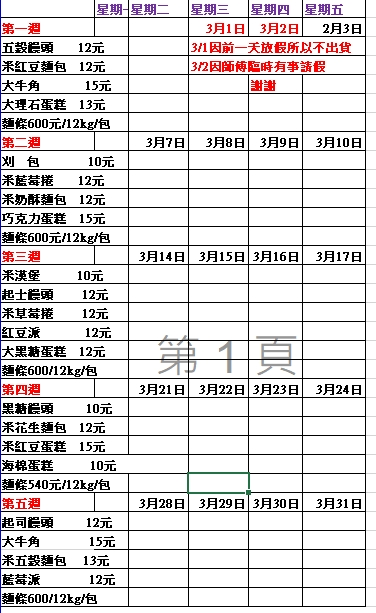 星期一 星期二 星期三 星期四 星期五
第一週 3月1日 3月2日 2月3日
五穀饅頭 12元 3/1因前一天放假所以不出貨
米紅豆麵包 12元 3/2因師傅臨時有事請假
大牛角 15元 謝謝
大理石蛋糕 13元
麵條600元/12kg/包
第二週 3月7日 3月8日 3月9日 3月10日
刈 包 10元
米藍莓捲 12元
米奶酥麵包 12元
巧克力蛋糕 15元
麵條600元/12kg/包
第三週 3月14日 3月15日 3月16日 3月17日
米漢堡 10元
起士饅頭 12元
米草莓捲 12元
紅豆派 12元
大黑糖蛋糕 12元
麵條600/12kg/包
第 1 頁
第四週 3月21日 3月22日 3月23日 3月24日
黑糖饅頭 10元
米花生麵包 12元
米紅豆蛋糕 15元
海棉蛋糕 10元
麵條540元/12kg/包
第五週 3月28日 3月29日 3月30日 3月31日
起司饅頭 12元
大牛角 15元
米五穀麵包 13元
藍莓派 12元
麵條600/12kg/包